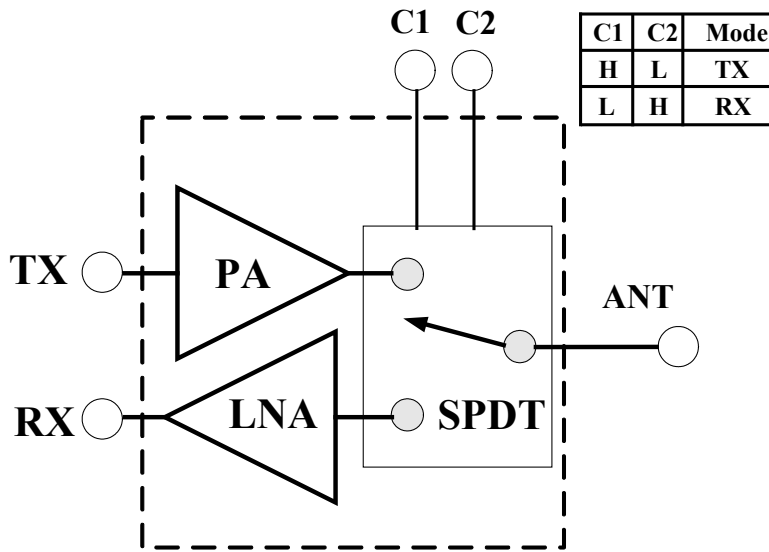 C1 C2
C1 C2 Mode
H L TX
L H RX
TX
PA
ANT
RX
LNA
SPDT